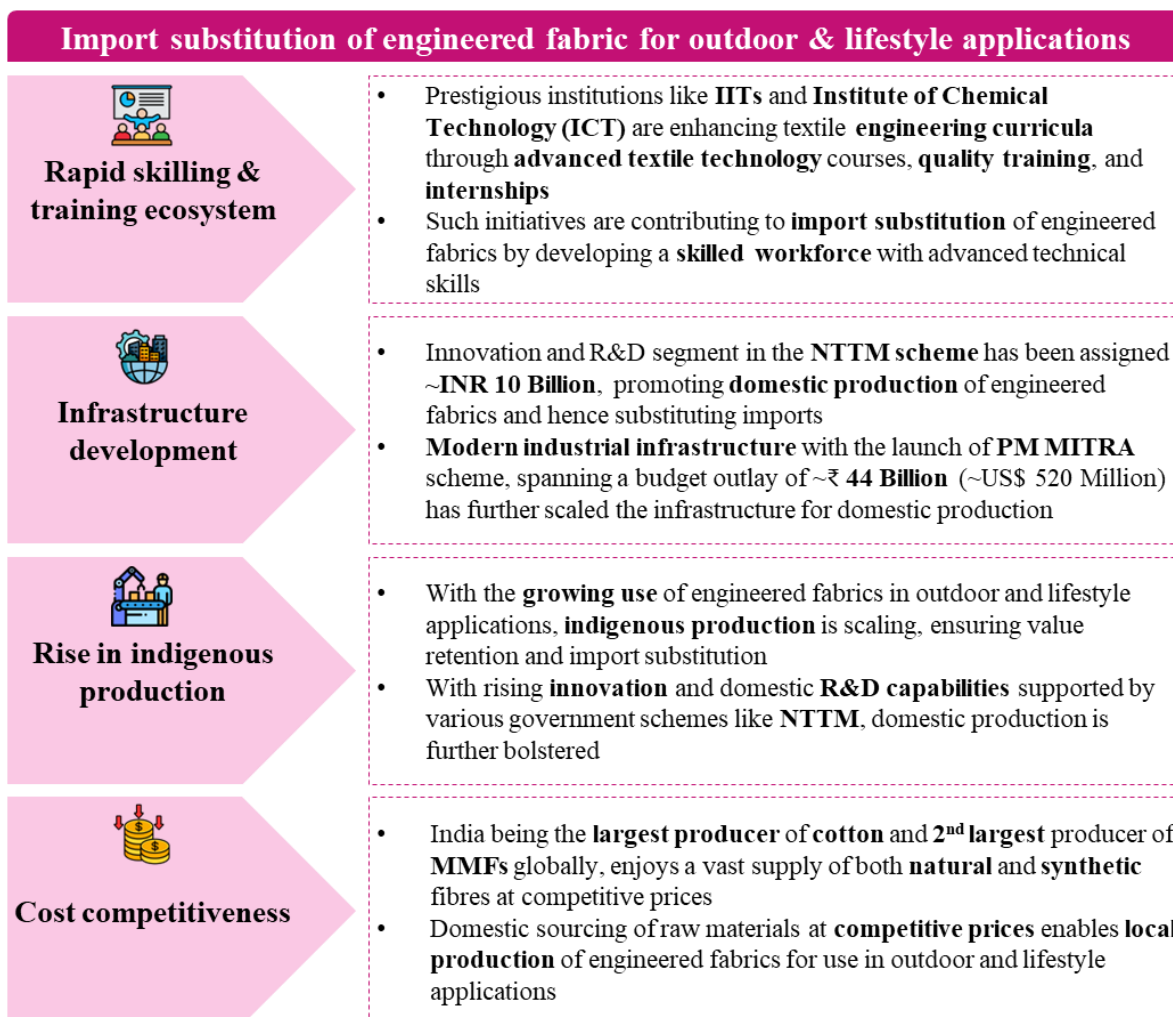 Import substitution of engineered fabric for outdoor & lifestyle applications
Rapid skilling &
training ecosystem
• Prestigious institutions like IITs and Institute of Chemical
Technology (ICT) are enhancing textile engineering curricula
through advanced textile technology courses, quality training, and
internships
• Such initiatives are contributing to import substitution of engineered
fabrics by developing a skilled workforce with advanced technical
skills
Infrastructure
development
• Innovation and R&D segment in the NTTM scheme has been assigned
~INR 10 Billion, promoting domestic production of engineered
fabrics and hence substituting imports
• Modern industrial infrastructure with the launch of PM MITRA
scheme, spanning a budget outlay of ~₹ 44 Billion (~US$ 520 Million)
has further scaled the infrastructure for domestic production
Rise in indigenous
production
• With the growing use of engineered fabrics in outdoor and lifestyle
applications, indigenous production is scaling, ensuring value
retention and import substitution
• With rising innovation and domestic R&D capabilities supported by
various government schemes like NTTM, domestic production is
further bolstered
Cost competitiveness
• India being the largest producer of cotton and 2nd largest producer of
MMFs globally, enjoys a vast supply of both natural and synthetic
fibres at competitive prices
• Domestic sourcing of raw materials at competitive prices enables local
production of engineered fabrics for use in outdoor and lifestyle
applications